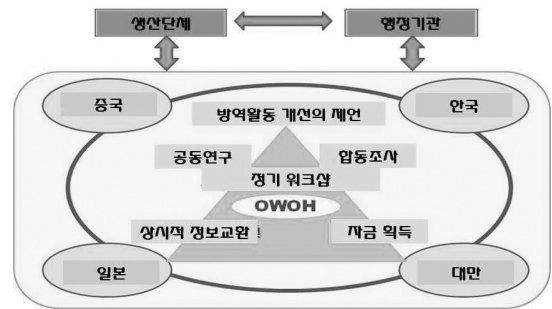 생산단체
행정기관
중국
한국
방역활동 개선의 제언
공동연구
합동조사
정기 워크샵
OWOH
상시적 정보교환
자금 획득
일본
대만